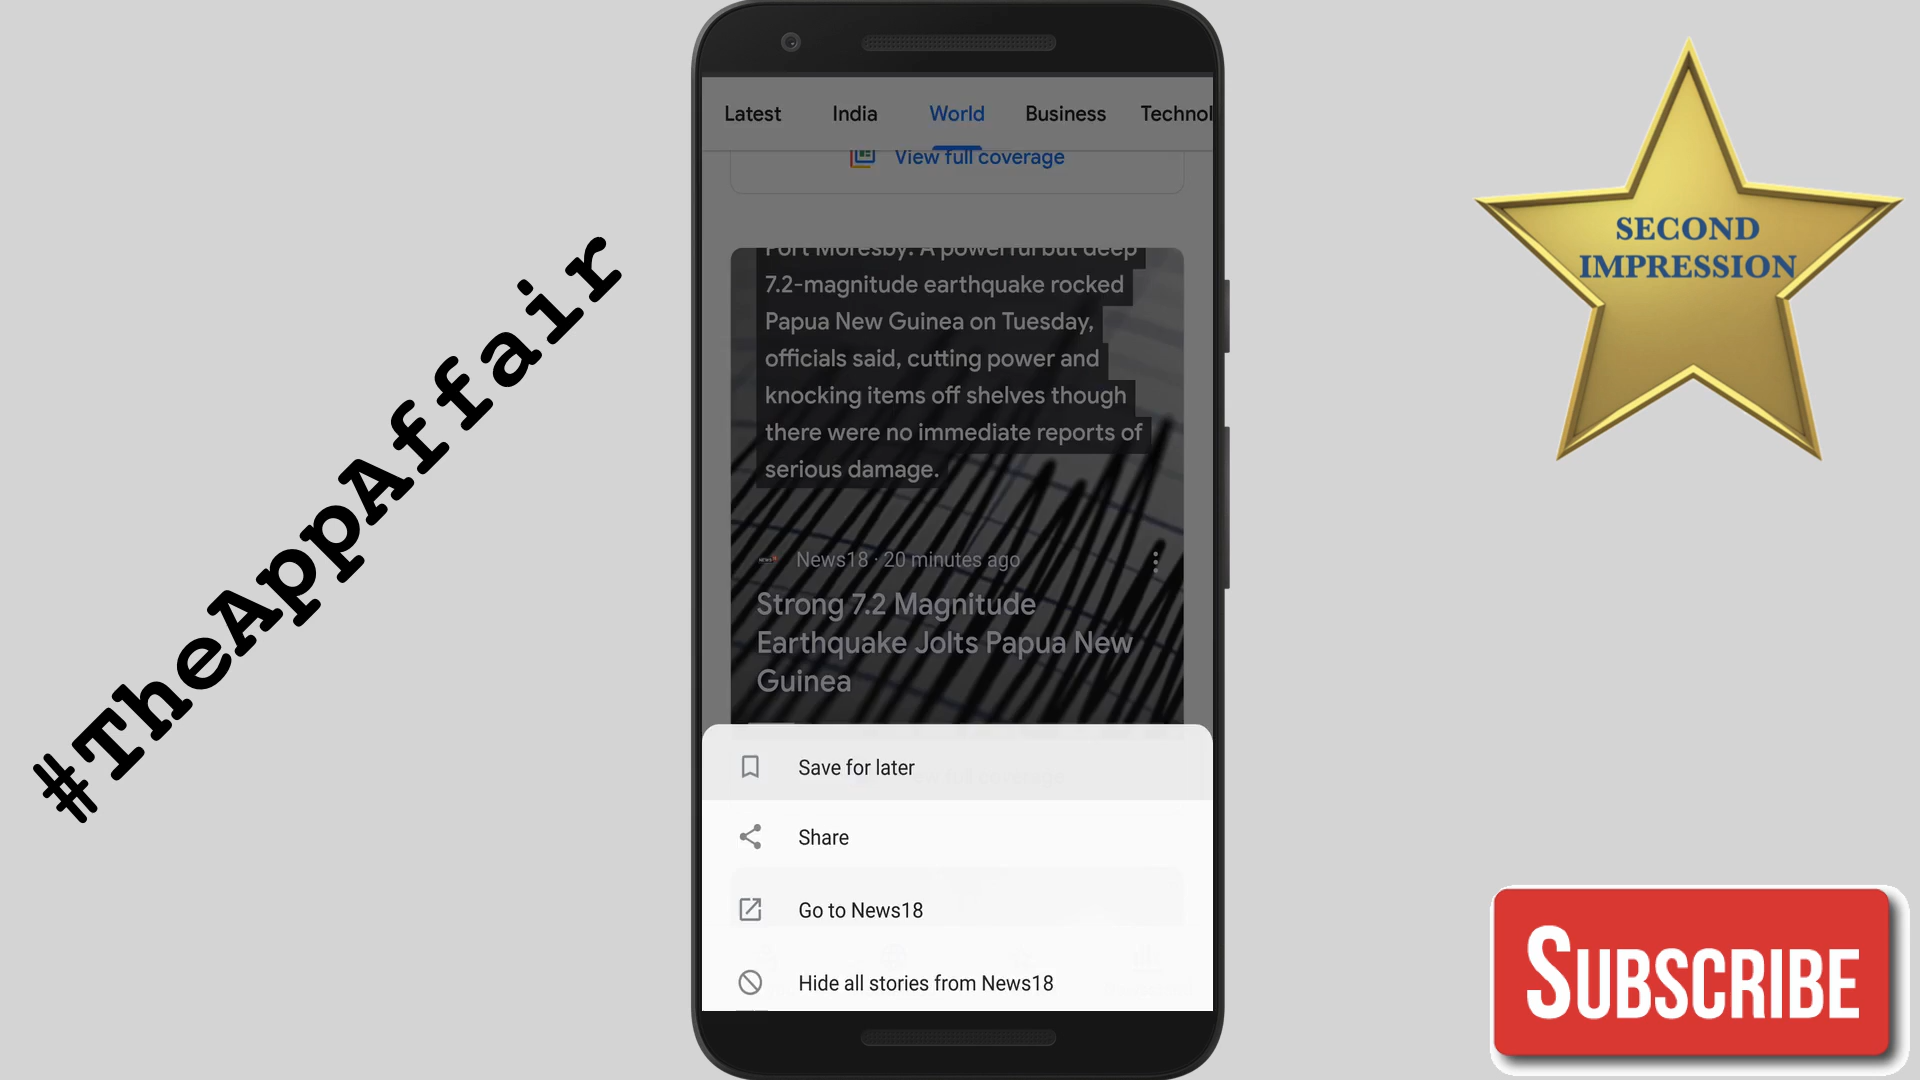 #TheAppAffair
Latest India World Business Technol
View full coverage
Port Moresby: A powerful but deep
7.2-magnitude earthquake rocked
Papua New Guinea on Tuesday,
officials said, cutting power and
knocking items off shelves though
there were no immediate reports of
serious damage.
News18 · 20 minutes ago
Strong 7.2 Magnitude
Earthquake Jolts Papua New
Guinea
Save for later
Share
Go to News18
Hide all stories from News18
SECOND
IMPRESSION
SUBSCRIBE